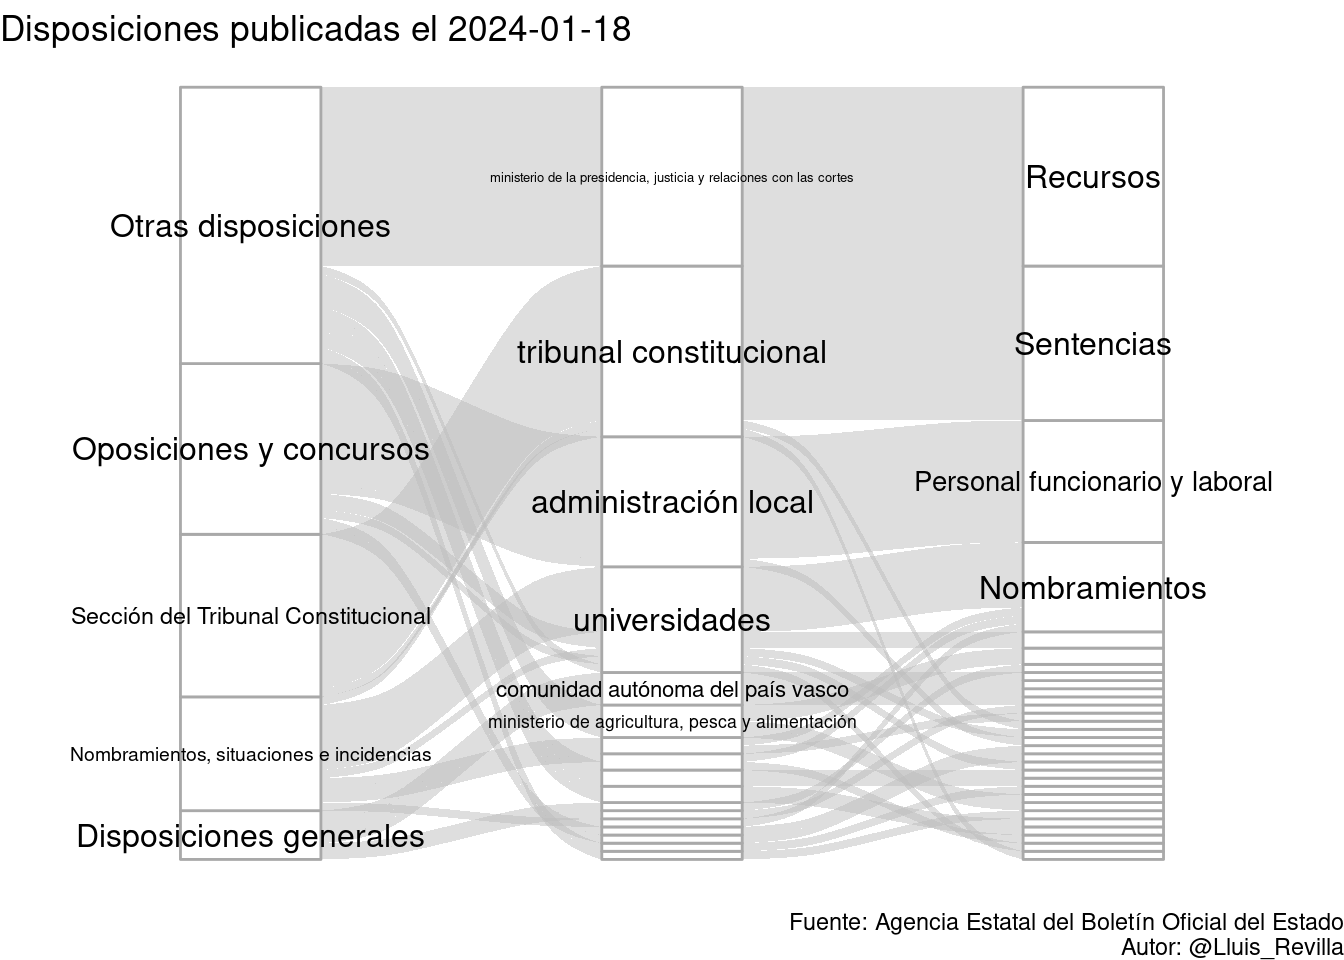 Disposiciones publicadas el 2024-01-18
Otras disposiciones
Oposiciones y concursos
Sección del Tribunal Constitucional
Nombramientos, situaciones e incidencias
Disposiciones generales
ministerio de la presidencia, justicia y relaciones con las cortes
tribunal constitucional
administración local
universidades
comunidad autónoma del país vasco
ministerio de agricultura, pesca y alimentación
Recursos
Sentencias
Personal funcionario y laboral
Nombramientos
Fuente: Agencia Estatal del Boletín Oficial del Estado
Autor: @Lluis_Revilla